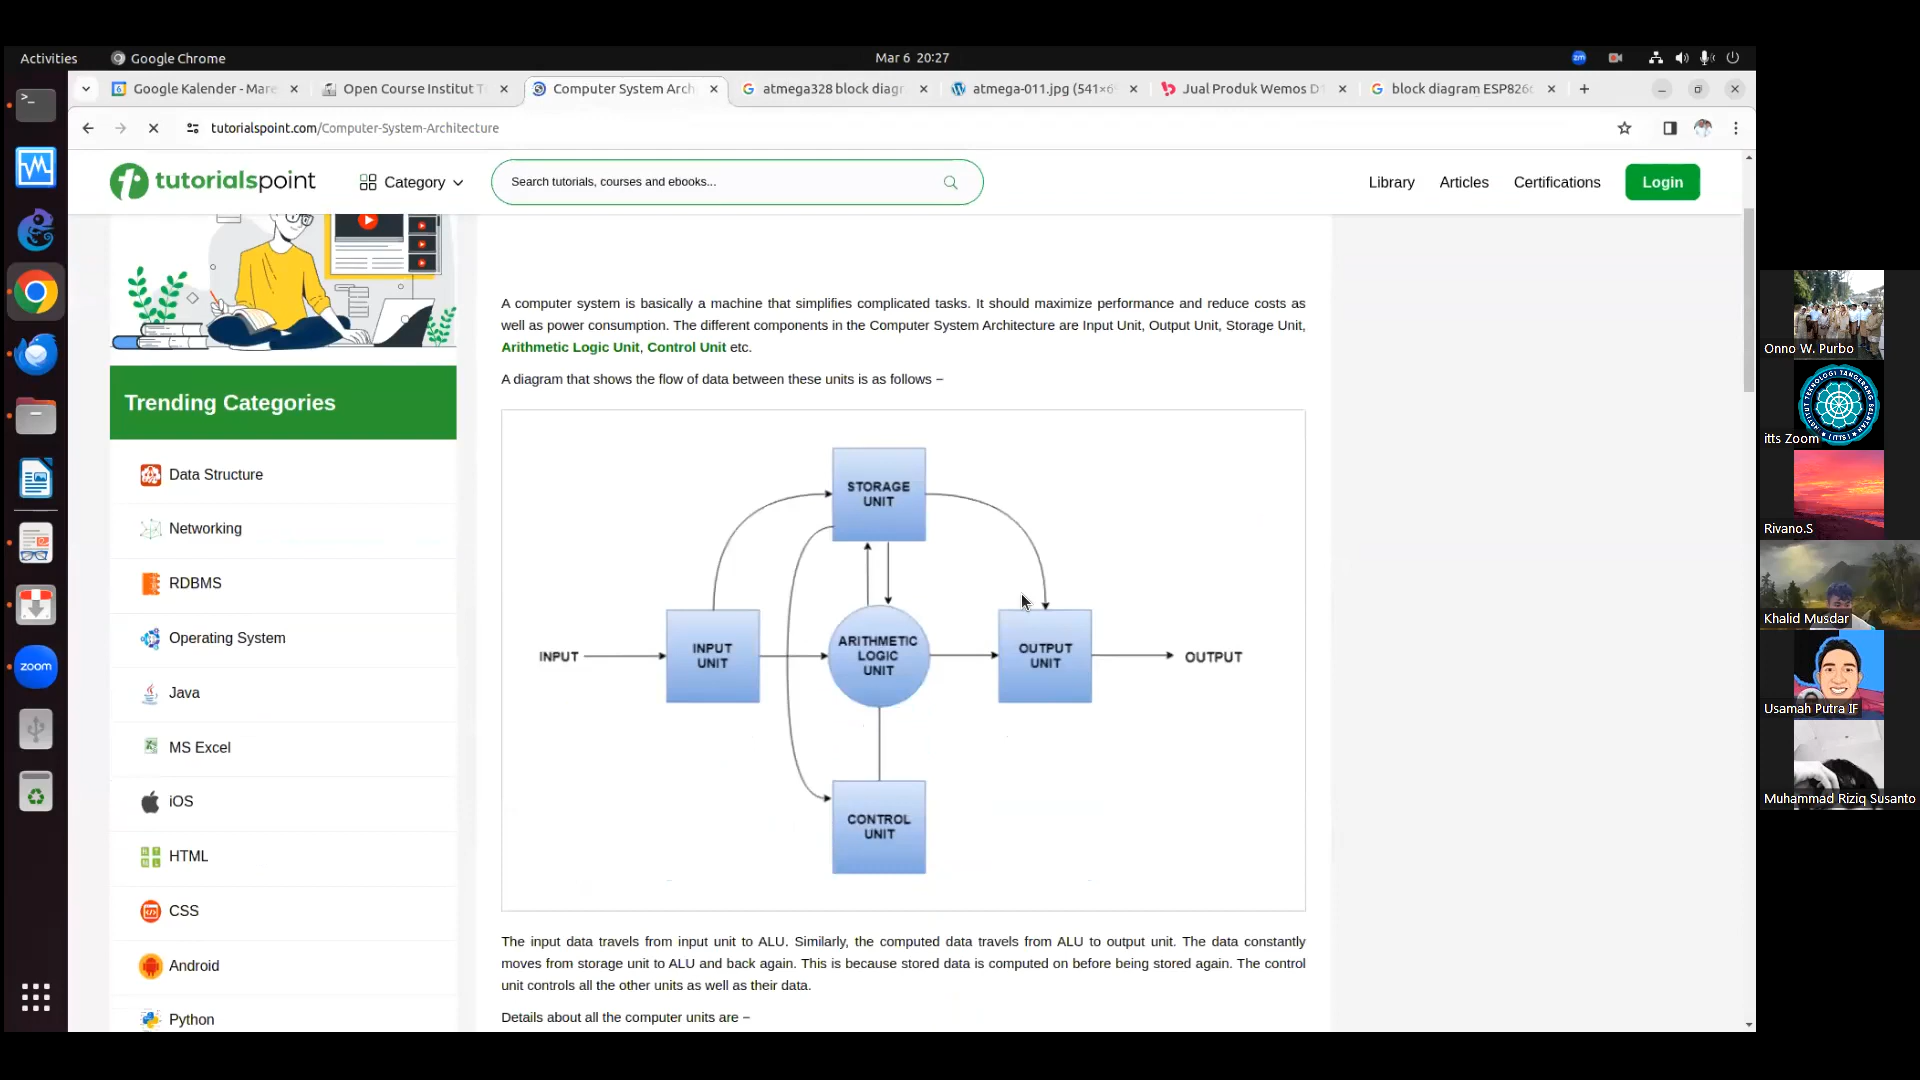 Activities
Google Chrome
Mar 6 20:27
zm
Google Kalender - Mare
Open Course Institut T
Computer System Arch
atmega328 block diagr
atmega-011.jpg (541×6
Jual Produk Wemos D1
block diagram ESP826
tutorialspoint.com/Computer-System-Architecture
tutorialspoint
Category
Search tutorials, courses and ebooks...
Library
Articles
Certifications
Login
A computer system is basically a machine that simplifies complicated tasks. It should maximize performance and reduce costs as
well as power consumption. The different components in the Computer System Architecture are Input Unit, Output Unit, Storage Unit,
Arithmetic Logic Unit, Control Unit etc.
A diagram that shows the flow of data between these units is as follows −
Trending Categories
Data Structure
Networking
RDBMS
Operating System
Java
MS Excel
iOS
HTML
CSS
Android
Python
STORAGE
UNIT
INPUT
INPUT
UNIT
ARITHMETIC
LOGIC
UNIT
OUTPUT
UNIT
OUTPUT
CONTROL
UNIT
The input data travels from input unit to ALU. Similarly, the computed data travels from ALU to output unit. The data constantly
moves from storage unit to ALU and back again. This is because stored data is computed on before being stored again. The control
unit controls all the other units as well as their data.
Details about all the computer units are −
zoom
Onno W. Purbo
INSTITUT TEKNOLOGI TANGERANG SELATAN
(ITTS)
itts Zoom
Rivano.S
Khalid Musdar
Usamah Putra IF
Muhammad Riziq Susanto